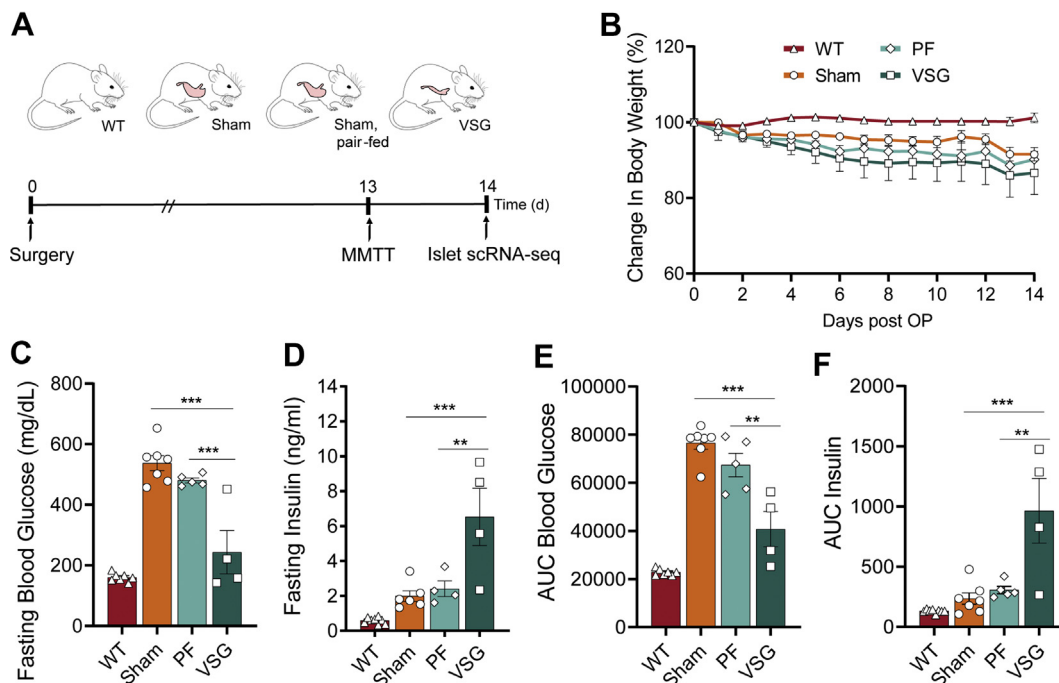 A
WT
Sham
Sham,
pair-fed
VSG
0
13
14
Time (d)
Surgery
MMTT
Islet scRNA-seq
B
WT
PF
Sham
VSG
Change In Body Weight (%)
120
100
80
60
0
2
4
6
8
10
12
14
Days post OP
C
Fasting Blood Glucose (mg/dL)
800
600
400
200
0
***
***
WT
Sham
PF
VSG
D
Fasting Insulin (ng/ml)
14
12
10
8
6
4
2
0
***
**
WT
Sham
PF
VSG
E
AUC Blood Glucose
100000
80000
60000
40000
20000
0
***
**
WT
Sham
PF
VSG
F
AUC Insulin
2000
1500
1000
500
0
***
**
WT
Sham
PF
VSG